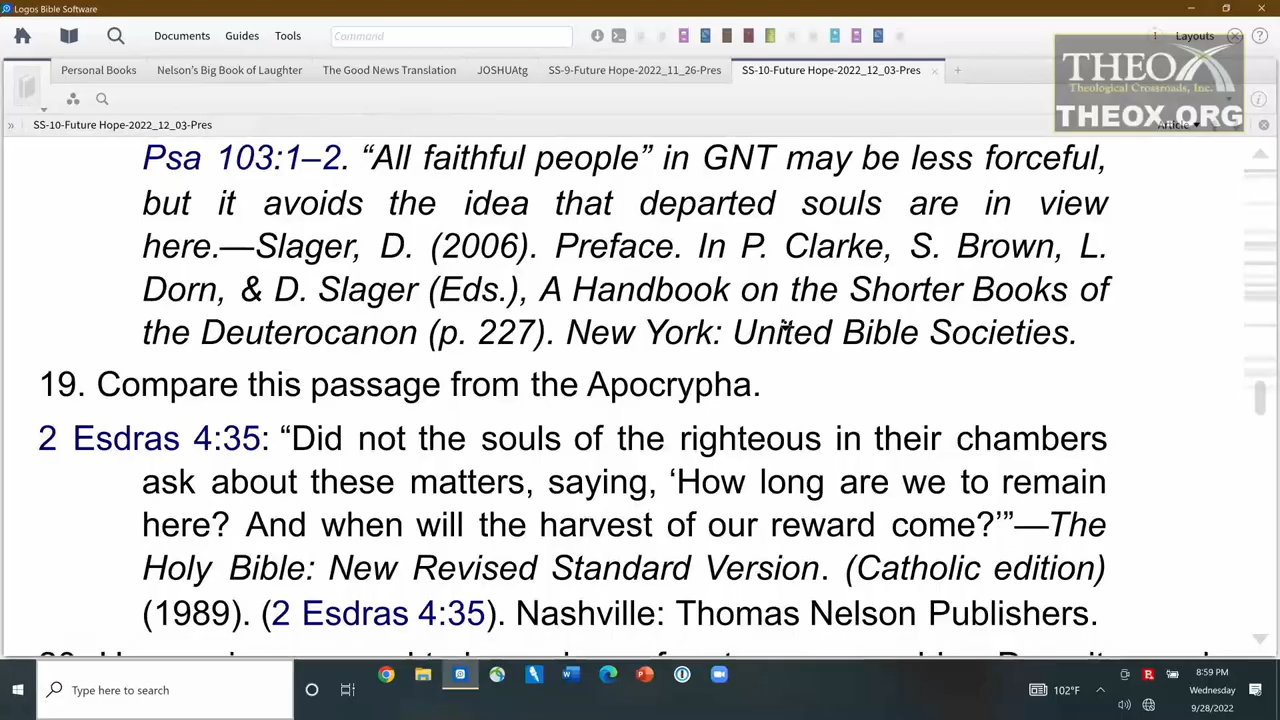 Logos Bible Software
Documents Guides Tools Command Layouts
Personal Books Nelson's Big Book of Laughter The Good News Translation JOSHUAtg SS-9-Future Hope-2022_11_26-Pres SS-10-Future Hope-2022_12_03-Pres
THEOX
Theological Crossroads, Inc.
THEOX.ORG
SS-10-Future Hope-2022_12_03-Pres Article
Psa 103:1–2. “All faithful people” in GNT may be less forceful,
but it avoids the idea that departed souls are in view
here.—Slager, D. (2006). Preface. In P. Clarke, S. Brown, L.
Dorn, & D. Slager (Eds.), A Handbook on the Shorter Books of
the Deuterocanon (p. 227). New York: United Bible Societies.
19. Compare this passage from the Apocrypha.
2 Esdras 4:35: “Did not the souls of the righteous in their chambers
ask about these matters, saying, ‘How long are we to remain
here? And when will the harvest of our reward come?’”—The
Holy Bible: New Revised Standard Version. (Catholic edition)
(1989). (2 Esdras 4:35). Nashville: Thomas Nelson Publishers.
Type here to search
102°F
8:59 PM
Wednesday
9/28/2022